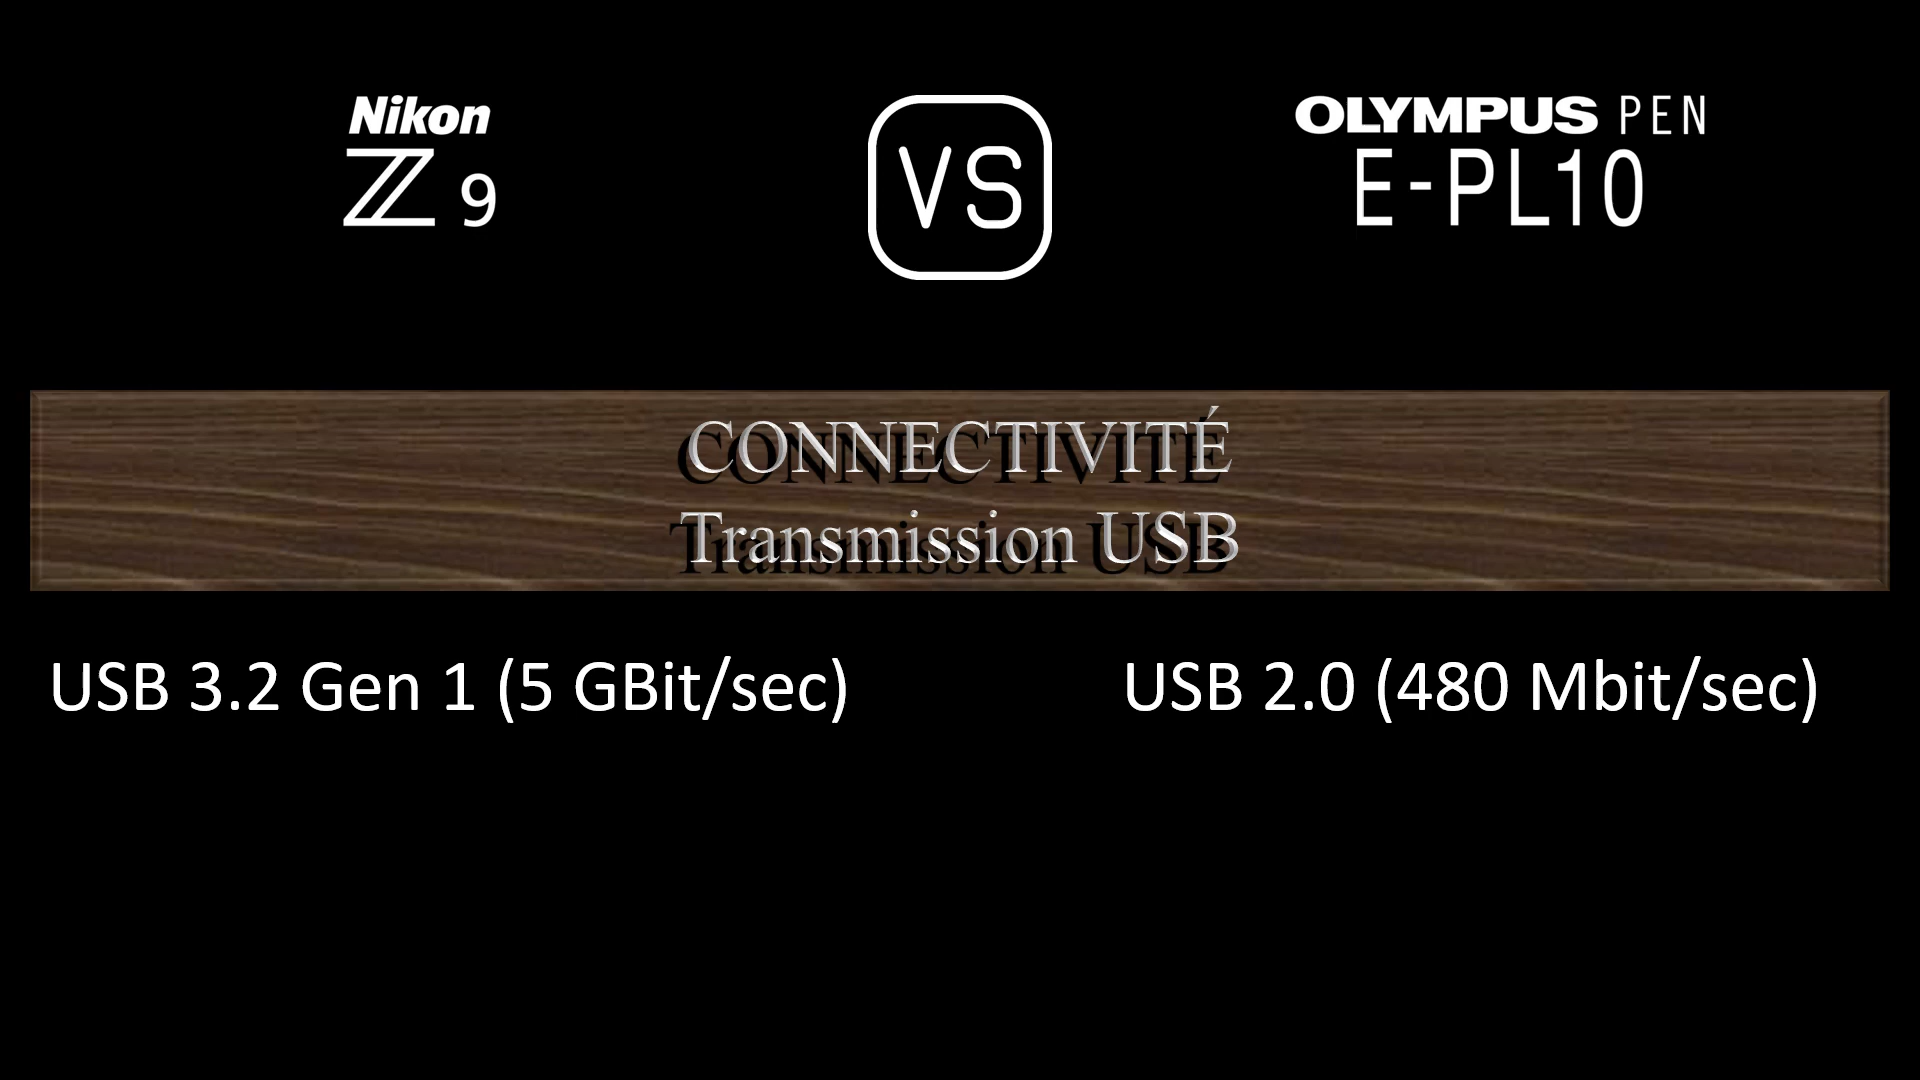 Nikon
Z 9
VS
OLYMPUS PEN
E-PL10
CONNECTIVITÉ
Transmission USB
USB 3.2 Gen 1 (5 GBit/sec)
USB 2.0 (480 Mbit/sec)